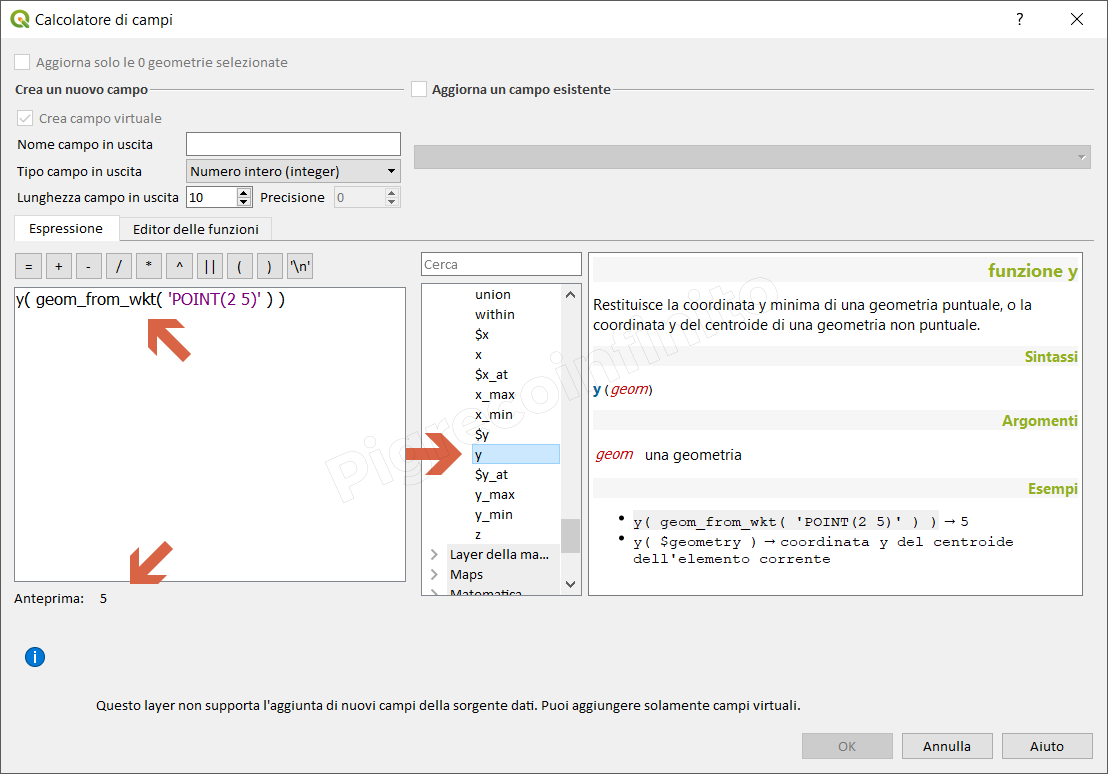 Calcolatore di campi
?
Aggiorna solo le 0 geometrie selezionate
Crea un nuovo campo
Aggiorna un campo esistente
Crea campo virtuale
Nome campo in uscita
Tipo campo in uscita
Numero intero (integer)
Lunghezza campo in uscita
10
Precisione
0
Espressione
Editor delle funzioni
= + - / * ^ || ( ) '\n'
y( geom_from_wkt( 'POINT(2 5)' ) )
Anteprima: 5
Cerca
union
within
$x
x
$x_at
x_max
x_min
$y
y
$y_at
y_max
y_min
z
Layer della ma...
Maps
Matematica
funzione y
Restituisce la coordinata y minima di una geometria puntuale, o la
coordinata y del centroide di una geometria non puntuale.
Sintassi
y (geom)
Argomenti
geom una geometria
Esempi
• y( geom_from_wkt( 'POINT(2 5)' ) ) → 5
• y( $geometry ) → coordinata y del centroide
dell'elemento corrente
Pigrecoinfinito
Questo layer non supporta l'aggiunta di nuovi campi della sorgente dati. Puoi aggiungere solamente campi virtuali.
OK
Annulla
Aiuto